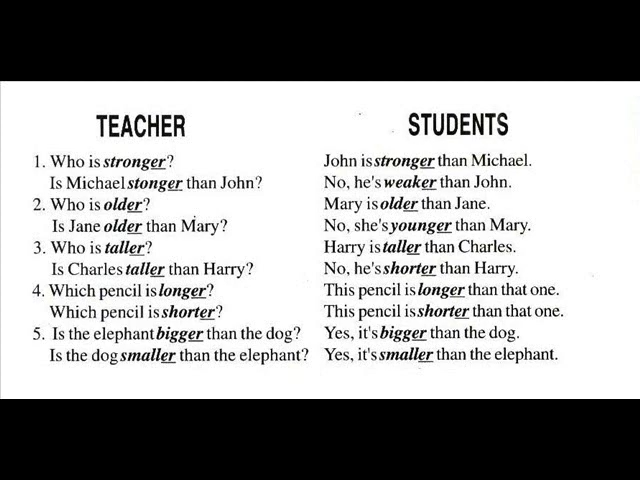 TEACHER
1. Who is stronger?
Is Michael stonger than John?
2. Who is older?
Is Jane older than Mary?
3. Who is taller?
Is Charles taller than Harry?
4. Which pencil is longer?
Which pencil is shorter?
5. Is the elephant bigger than the dog?
Is the dog smaller than the elephant?
STUDENTS
John is stronger than Michael.
No, he's weaker than John.
Mary is older than Jane.
No, she's younger than Mary.
Harry is taller than Charles.
No, he's shorter than Harry.
This pencil is longer than that one.
This pencil is shorter than that one.
Yes, it's bigger than the dog.
Yes, it's smaller than the elephant.